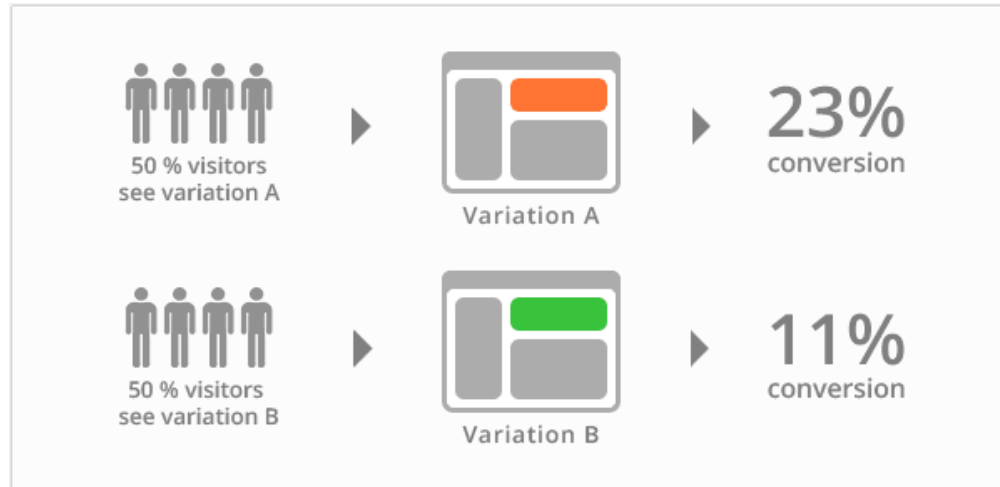 50 % visitors
see variation A
Variation A
23%
conversion
50 % visitors
see variation B
Variation B
11%
conversion